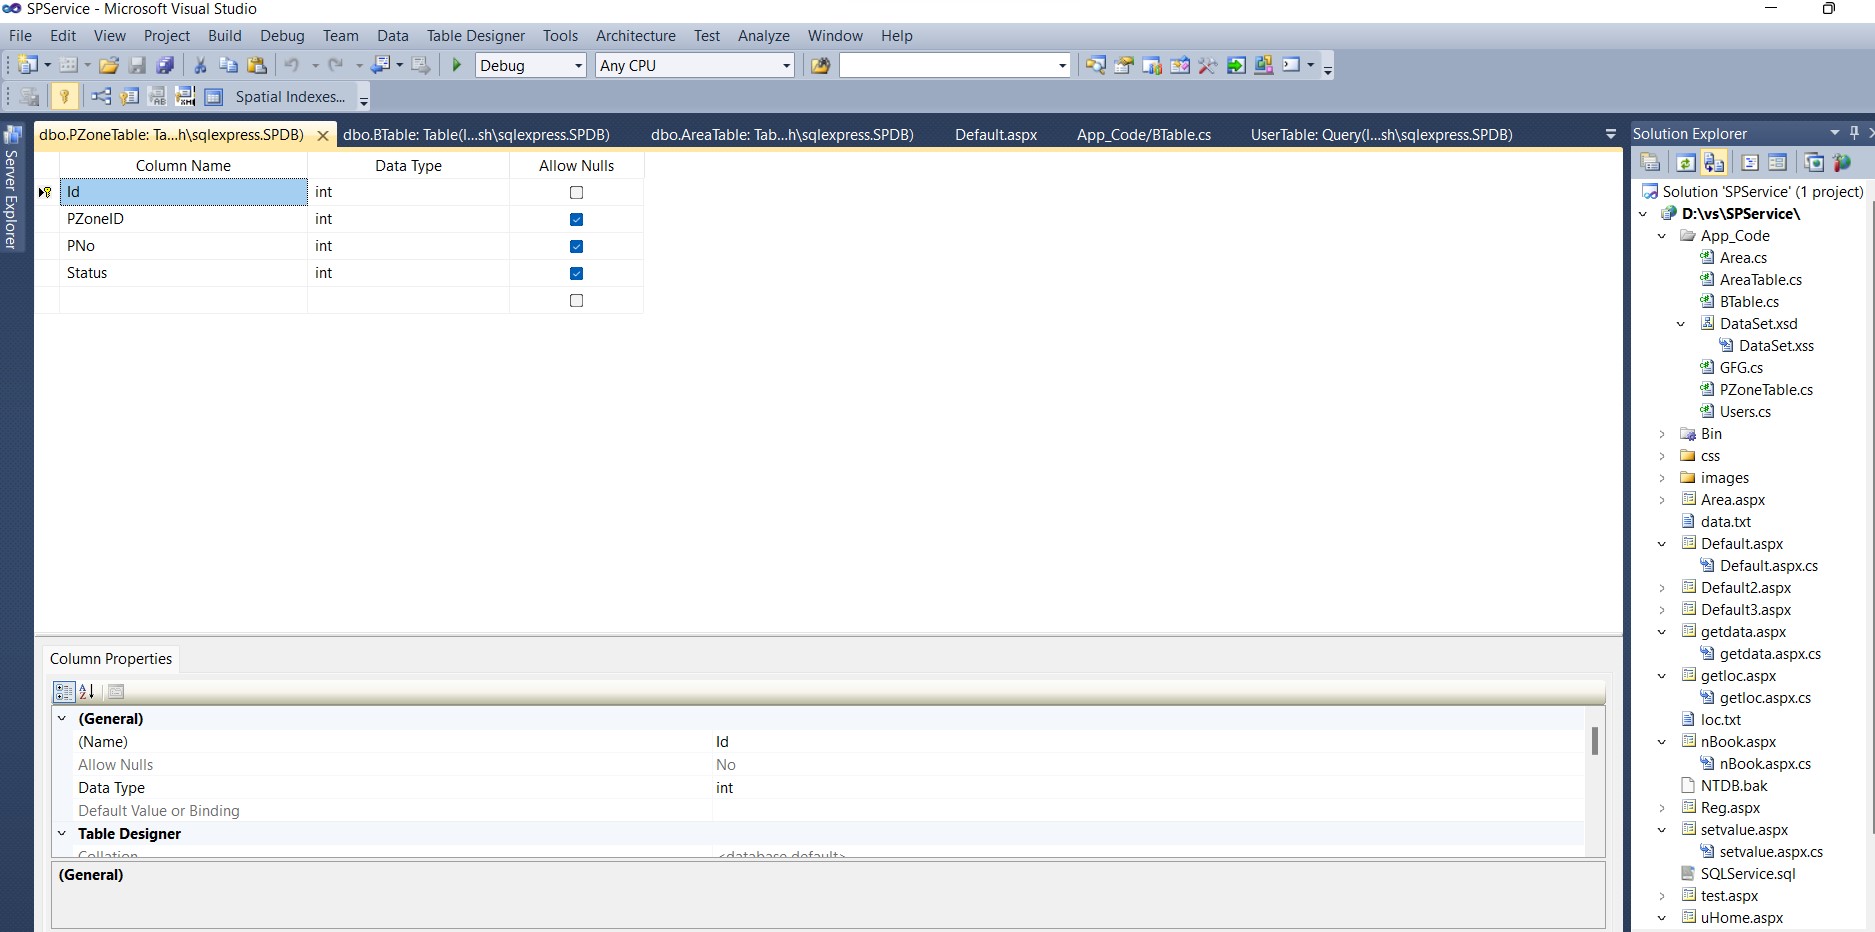 SPService - Microsoft Visual Studio
File Edit View Project Build Debug Team Data Table Designer Tools Architecture Test Analyze Window Help
Debug Any CPU
Spatial Indexes...
Server Explorer
dbo.PZoneTable: Ta...h\sqlexpress.SPDB) dbo.BTable: Table(l...sh\sqlexpress.SPDB) dbo.AreaTable: Tab...h\sqlexpress.SPDB) Default.aspx App_Code/BTable.cs UserTable: Query(l...sh\sqlexpress.SPDB)
Column Name Data Type Allow Nulls
Id int
PZoneID int
PNo int
Status int
Column Properties
(General)
(Name) Id
Allow Nulls No
Data Type int
Default Value or Binding
Table Designer
Collation <database default>
(General)
Solution Explorer
Solution 'SPService' (1 project)
D:\vs\SPService\
App_Code
Area.cs
AreaTable.cs
BTable.cs
DataSet.xsd
DataSet.xss
GFG.cs
PZoneTable.cs
Users.cs
Bin
css
images
Area.aspx
data.txt
Default.aspx
Default.aspx.cs
Default2.aspx
Default3.aspx
getdata.aspx
getdata.aspx.cs
getloc.aspx
getloc.aspx.cs
loc.txt
nBook.aspx
nBook.aspx.cs
NTDB.bak
Reg.aspx
setvalue.aspx
setvalue.aspx.cs
SQLService.sql
test.aspx
uHome.aspx